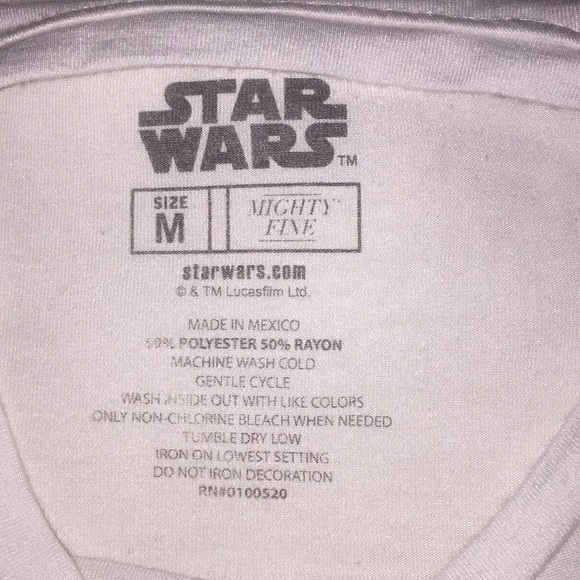 STAR
WARS™
SIZE
M
MIGHTY
FINE
starwars.com
© & TM Lucasfilm Ltd.
MADE IN MEXICO
50% POLYESTER 50% RAYON
MACHINE WASH COLD
GENTLE CYCLE
WASH INSIDE OUT WITH LIKE COLORS
ONLY NON-CHLORINE BLEACH WHEN NEEDED
TUMBLE DRY LOW
IRON ON LOWEST SETTING
DO NOT IRON DECORATION
RN#0100520